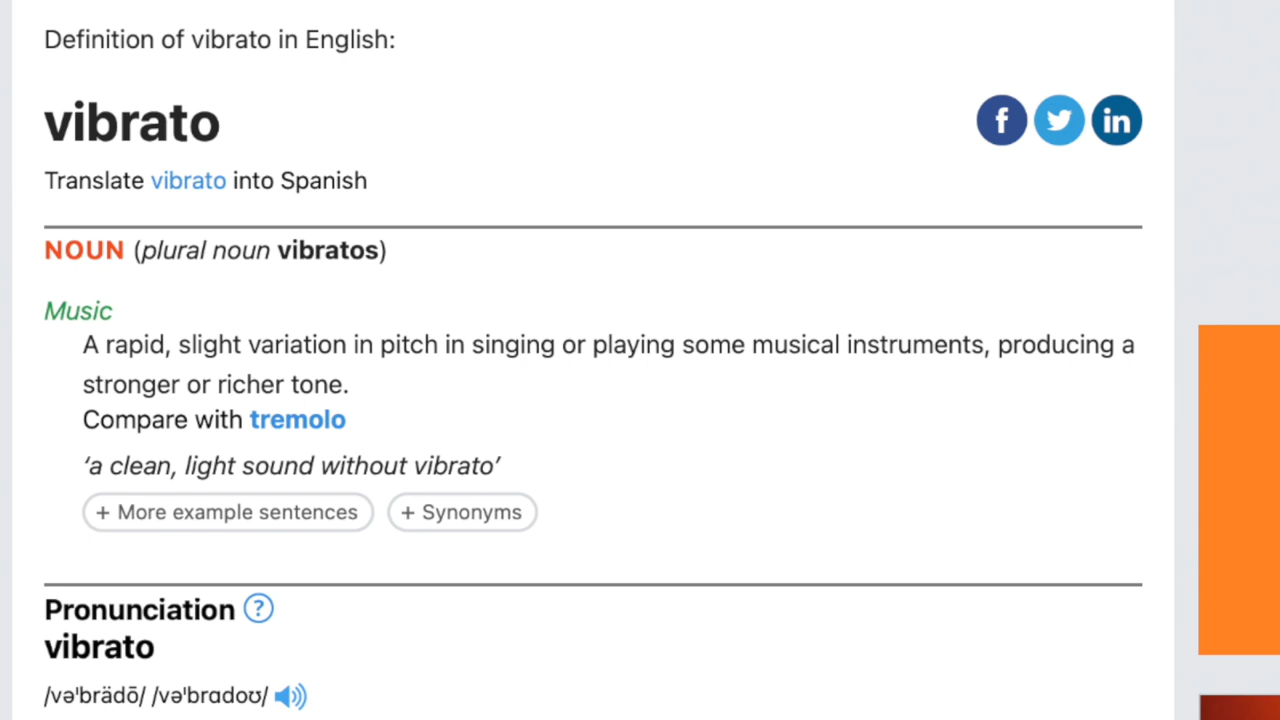 Definition of vibrato in English:
vibrato
f in
Translate vibrato into Spanish
NOUN (plural noun vibratos)
Music
A rapid, slight variation in pitch in singing or playing some musical instruments, producing a
stronger or richer tone.
Compare with tremolo
‘a clean, light sound without vibrato’
+ More example sentences + Synonyms
Pronunciation ?
vibrato
/vəˈbrädō/ /vəˈbrɑdoʊ/